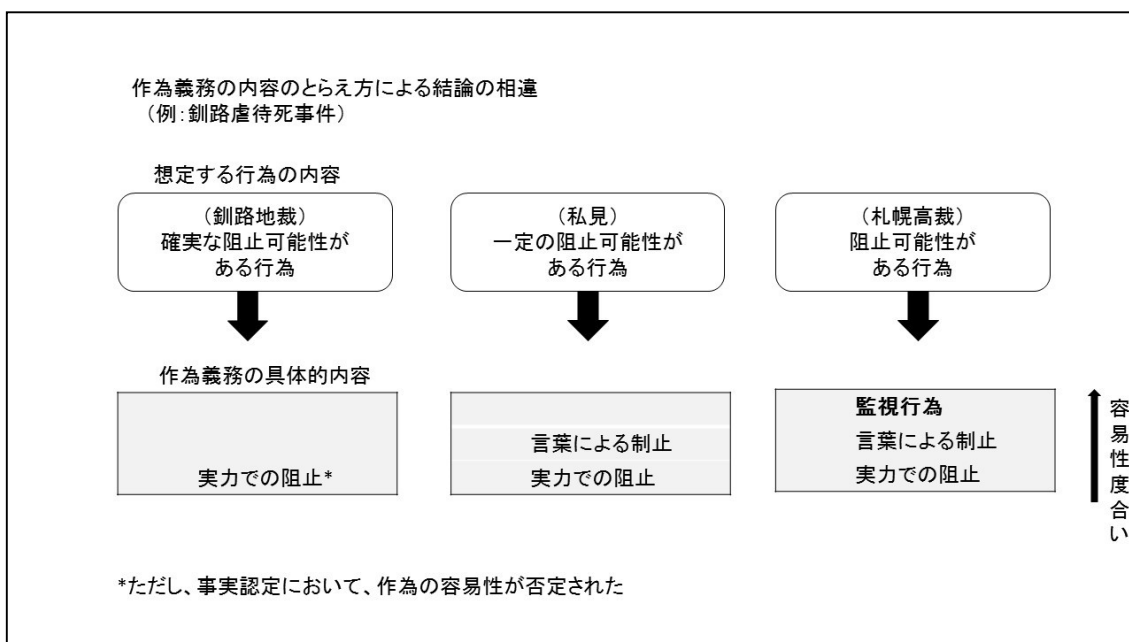 作為義務の内容のとらえ方による結論の相違
（例：釧路虐待死事件）
想定する行為の内容
（釧路地裁）
確実な阻止可能性が
ある行為
（私見）
一定の阻止可能性が
ある行為
（札幌高裁）
阻止可能性が
ある行為
作為義務の具体的内容
実力での阻止*
言葉による制止
実力での阻止
監視行為
言葉による制止
実力での阻止
容易性度合い
*ただし、事実認定において、作為の容易性が否定された